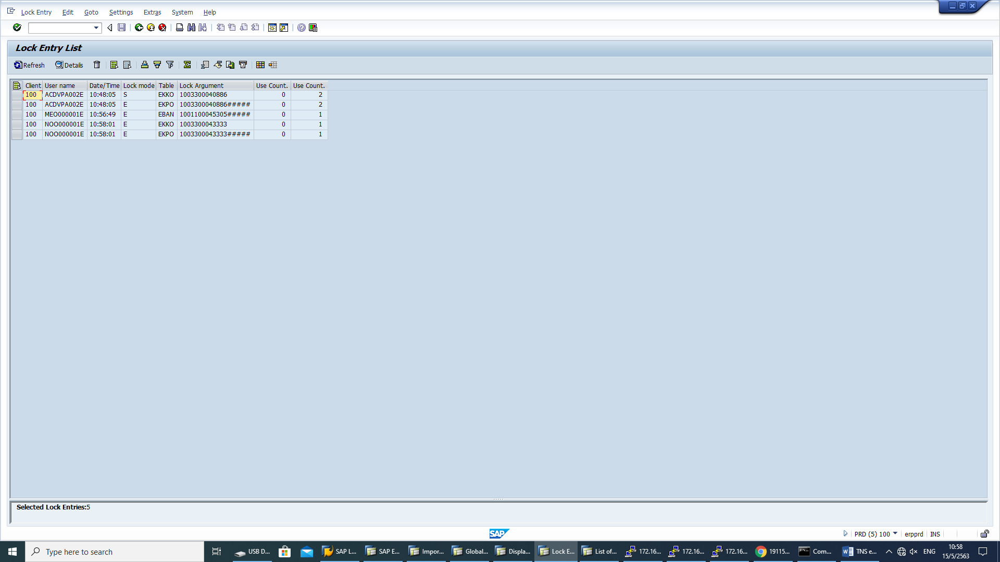 Lock Entry Edit Goto Settings Extras System Help
Lock Entry List
Refresh Details
Client User name Date/Time Lock mode Table Lock Argument Use Count. Use Count.
100 ACDVPA002E 10:48:05 S EKKO 1003300040886 0 2
100 ACDVPA002E 10:48:05 E EKPO 1003300040886##### 0 2
100 MEO000001E 10:56:49 E EBAN 1001100045305##### 0 1
100 NOO000001E 10:58:01 E EKKO 1003300043333 0 1
100 NOO000001E 10:58:01 E EKPO 1003300043333##### 0 1
Selected Lock Entries:5
SAP
PRD (5) 100 erpprd INS
Type here to search USB D... SAP L... SAP E... Impor... Global... Displa... Lock E... List of... 172.16... 172.16... 172.16... 19115... Com... TNS e... ENG 10:58
15/5/2563